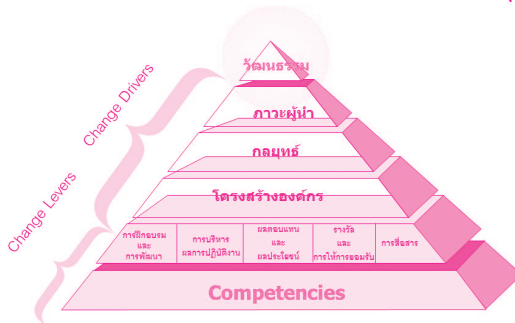 วัฒนธรรม
ภาวะผู้นำ
กลยุทธ์
โครงสร้างองค์กร
การฝึกอบรม
และ
การพัฒนา
การบริหาร
ผลการปฏิบัติงาน
ผลตอบแทน
และ
ผลประโยชน์
รางวัล
และ
การให้การยอมรับ
การสื่อสาร
Competencies
Change Drivers
Change Levers